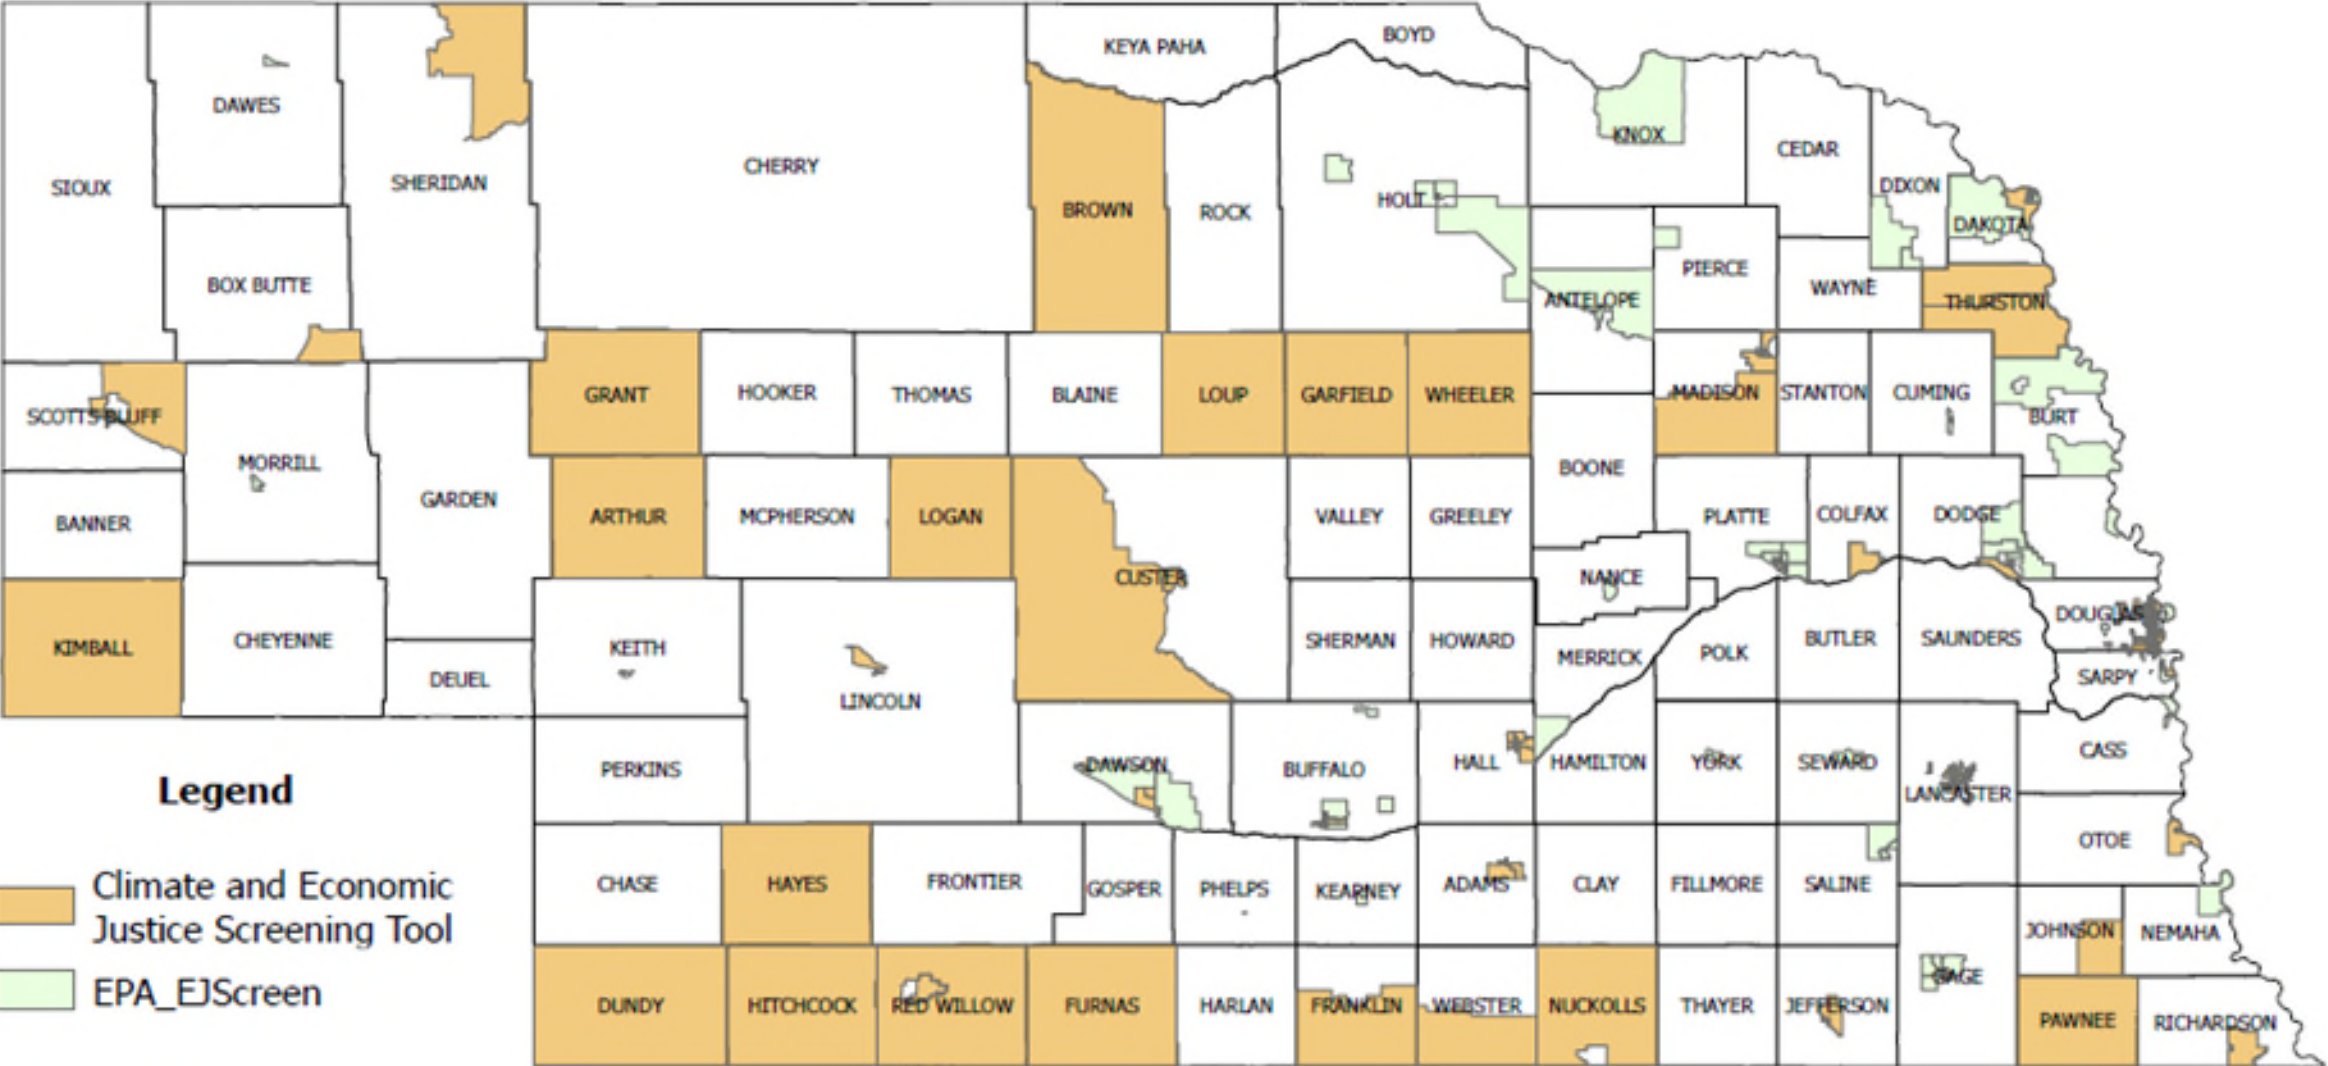 KEYA PAHA
BOYD
DAWES
KNOX
CEDAR
CHERRY
SIOUX
SHERIDAN
BROWN
ROCK
HOLT
DIXON
DAKOTA
BOX BUTTE
PIERCE
WAYNE
ANTELOPE
THURSTON
GRANT
HOOKER
THOMAS
BLAINE
LOUP
GARFIELD
WHEELER
MADISON
STANTON
CUMING
SCOTTS BLUFF
BURT
MORRILL
BOONE
GARDEN
BANNER
ARTHUR
MCPHERSON
LOGAN
VALLEY
GREELEY
PLATTE
COLFAX
DODGE
CUSTER
NANCE
DOUGLAS
KIMBALL
CHEYENNE
KEITH
SHERMAN
HOWARD
MERRICK
POLK
BUTLER
SAUNDERS
DEUEL
SARPY
LINCOLN
PERKINS
DAWSON
BUFFALO
HALL
HAMILTON
YORK
SEWARD
CASS
LANCASTER
Legend
OTOE
CHASE
HAYES
FRONTIER
GOSPER
PHELPS
KEARNEY
ADAMS
CLAY
FILLMORE
SALINE
Climate and Economic
Justice Screening Tool
JOHNSON
NEMAHA
GAGE
EPA_EJScreen
DUNDY
HITCHCOCK
RED WILLOW
FURNAS
HARLAN
FRANKLIN
WEBSTER
NUCKOLLS
THAYER
JEFFERSON
PAWNEE
RICHARDSON